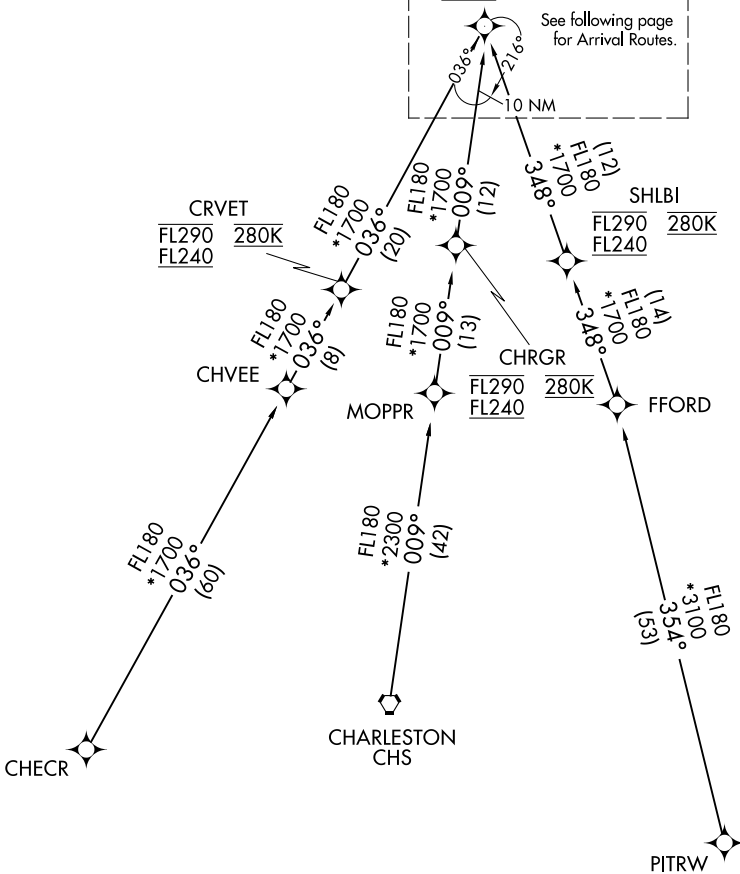 See following page
for Arrival Routes.
036°
216°
10 NM
FL180
*1700
036°
(20)
FL180
*1700
009°
(12)
(12)
FL180
*1700
348°
CRVET
FL290 280K
FL240
SHLBI
FL290 280K
FL240
FL180
*1700
036°
(8)
FL180
*1700
009°
(13)
(14)
FL180
*1700
348°
CHVEE
MOPPR
CHRGR
FL290 280K
FL240
FFORD
FL180
*1700
036°
(60)
FL180
*2300
009°
(42)
FL180
*3100
354°
(53)
CHECR
CHARLESTON
CHS
PITRW